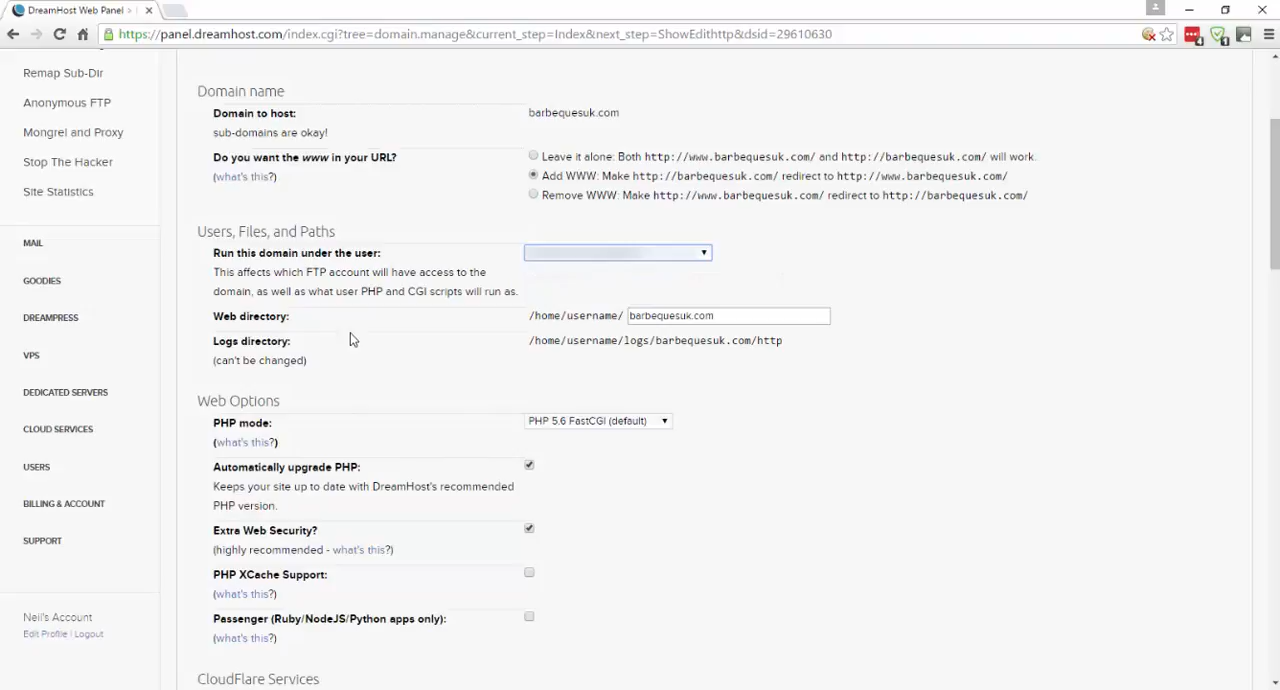 DreamHost Web Panel >
https://panel.dreamhost.com/index.cgi?tree=domain.manage&current_step=Index&next_step=ShowEdithttp&dsid=29610630
Remap Sub-Dir
Anonymous FTP
Mongrel and Proxy
Stop The Hacker
Site Statistics
MAIL
GOODIES
DREAMPRESS
VPS
DEDICATED SERVERS
CLOUD SERVICES
USERS
BILLING & ACCOUNT
SUPPORT
Neil's Account
Edit Profile | Logout
Domain name
Domain to host: barbequesuk.com
sub-domains are okay!
Do you want the www in your URL?
(what's this?)
Leave it alone: Both http://www.barbequesuk.com/ and http://barbequesuk.com/ will work.
Add WWW: Make http://barbequesuk.com/ redirect to http://www.barbequesuk.com/
Remove WWW: Make http://www.barbequesuk.com/ redirect to http://barbequesuk.com/
Users, Files, and Paths
Run this domain under the user:
This affects which FTP account will have access to the
domain, as well as what user PHP and CGI scripts will run as.
Web directory: /home/username/ barbequesuk.com
Logs directory: /home/username/logs/barbequesuk.com/http
(can't be changed)
Web Options
PHP mode: PHP 5.6 FastCGI (default)
(what's this?)
Automatically upgrade PHP:
Keeps your site up to date with DreamHost's recommended
PHP version.
Extra Web Security?
(highly recommended - what's this?)
PHP XCache Support:
(what's this?)
Passenger (Ruby/NodeJS/Python apps only):
(what's this?)
CloudFlare Services